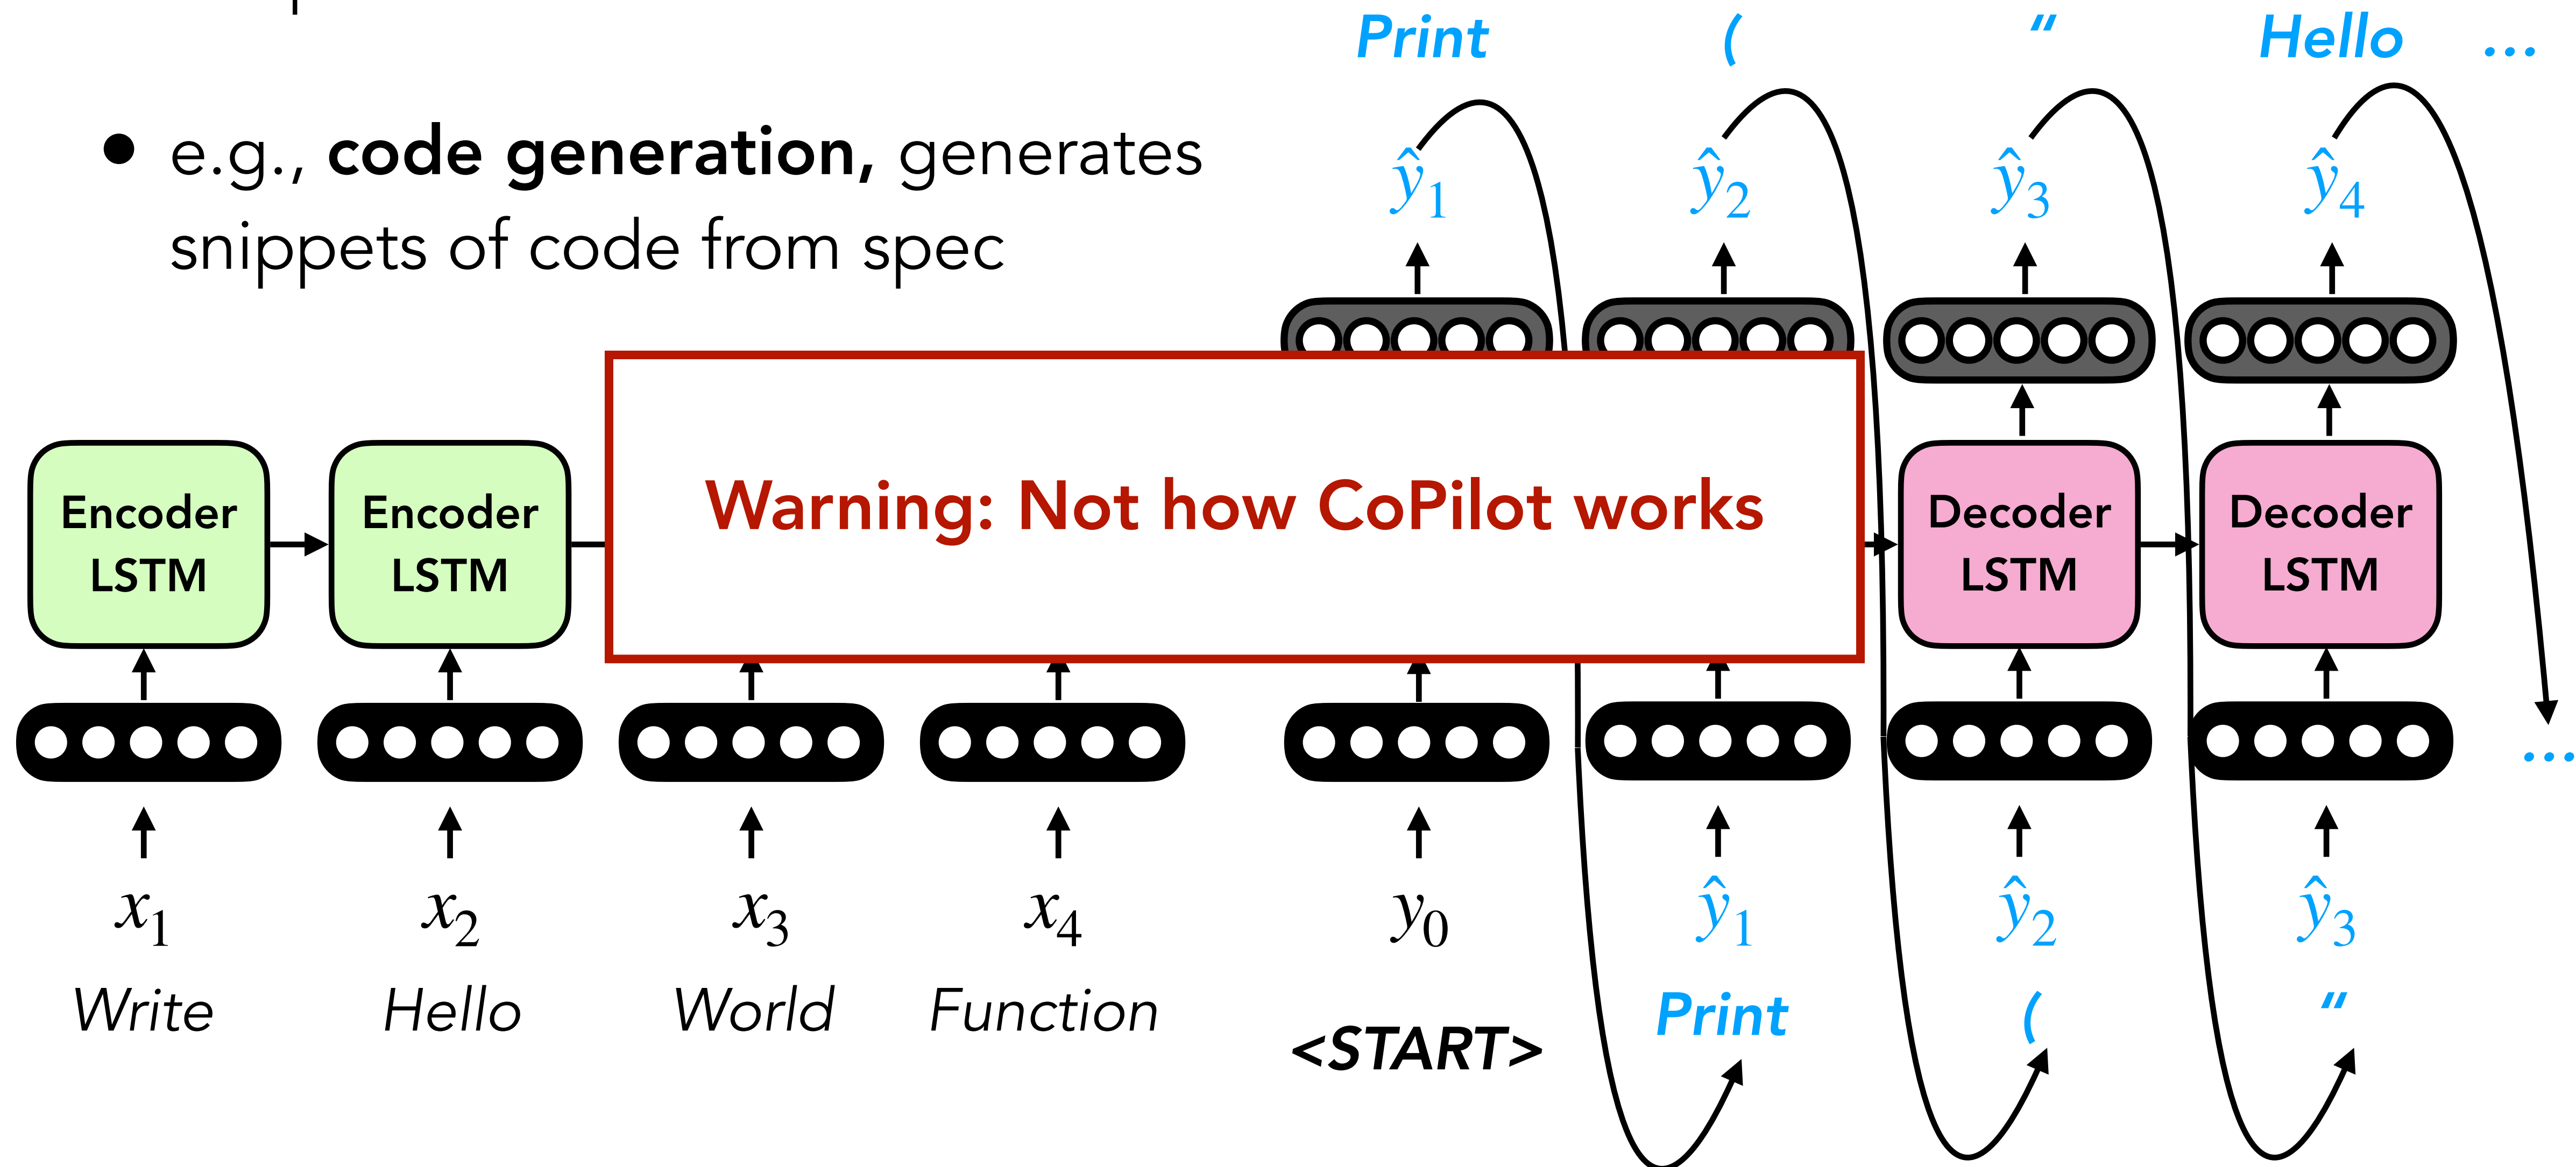 Print ( “ Hello ...
• e.g., code generation, generates
snippets of code from spec
ŷ1 ŷ2 ŷ3 ŷ4
Warning: Not how CoPilot works
Encoder
LSTM
Encoder
LSTM
Decoder
LSTM
Decoder
LSTM
...
x1 x2 x3 x4 y0 ŷ1 ŷ2 ŷ3
Write Hello World Function <START> Print ( “